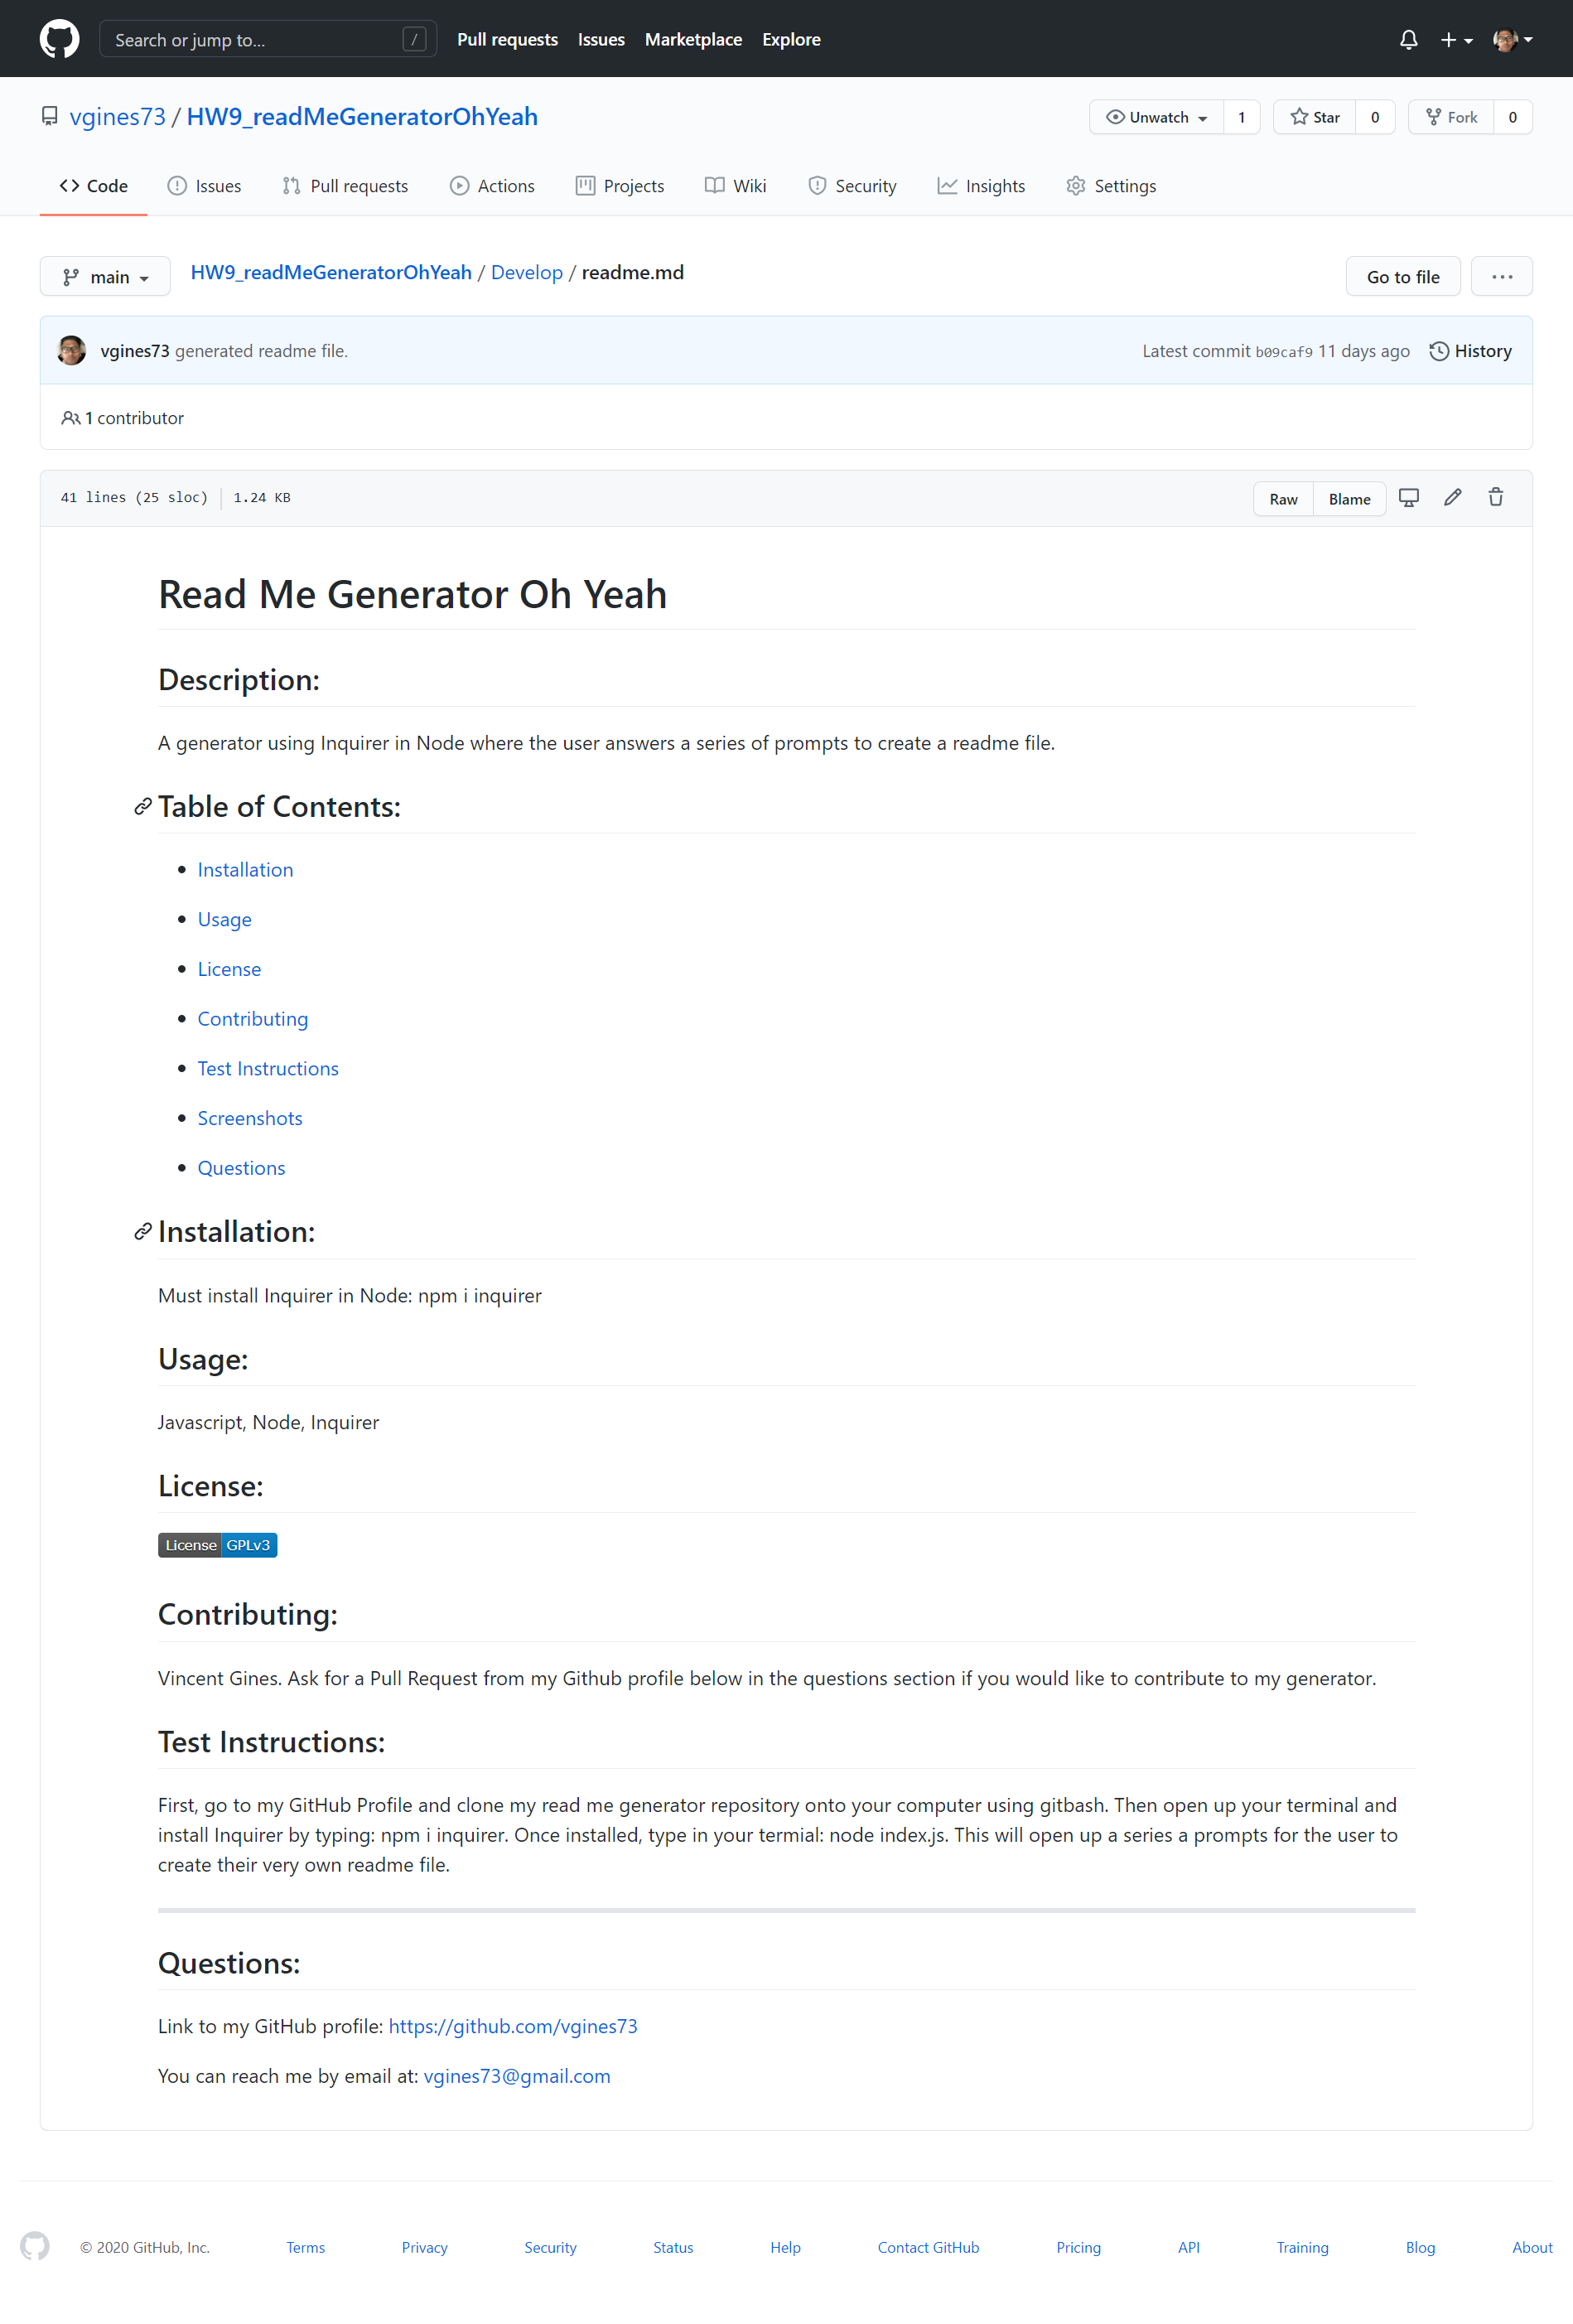 Search or jump to... /
Pull requests Issues Marketplace Explore
vgines73 / HW9_readMeGeneratorOhYeah
Unwatch 1 Star 0 Fork 0
Code Issues Pull requests Actions Projects Wiki Security Insights Settings
main HW9_readMeGeneratorOhYeah / Develop / readme.md Go to file ...
vgines73 generated readme file. Latest commit b09caf9 11 days ago History
1 contributor
41 lines (25 sloc) 1.24 KB Raw Blame
Read Me Generator Oh Yeah
Description:
A generator using Inquirer in Node where the user answers a series of prompts to create a readme file.
Table of Contents:
• Installation
• Usage
• License
• Contributing
• Test Instructions
• Screenshots
• Questions
Installation:
Must install Inquirer in Node: npm i inquirer
Usage:
Javascript, Node, Inquirer
License:
License GPLv3
Contributing:
Vincent Gines. Ask for a Pull Request from my Github profile below in the questions section if you would like to contribute to my generator.
Test Instructions:
First, go to my GitHub Profile and clone my read me generator repository onto your computer using gitbash. Then open up your terminal and
install Inquirer by typing: npm i inquirer. Once installed, type in your termial: node index.js. This will open up a series a prompts for the user to
create their very own readme file.
Questions:
Link to my GitHub profile: https://github.com/vgines73
You can reach me by email at: vgines73@gmail.com
© 2020 GitHub, Inc. Terms Privacy Security Status Help Contact GitHub Pricing API Training Blog About